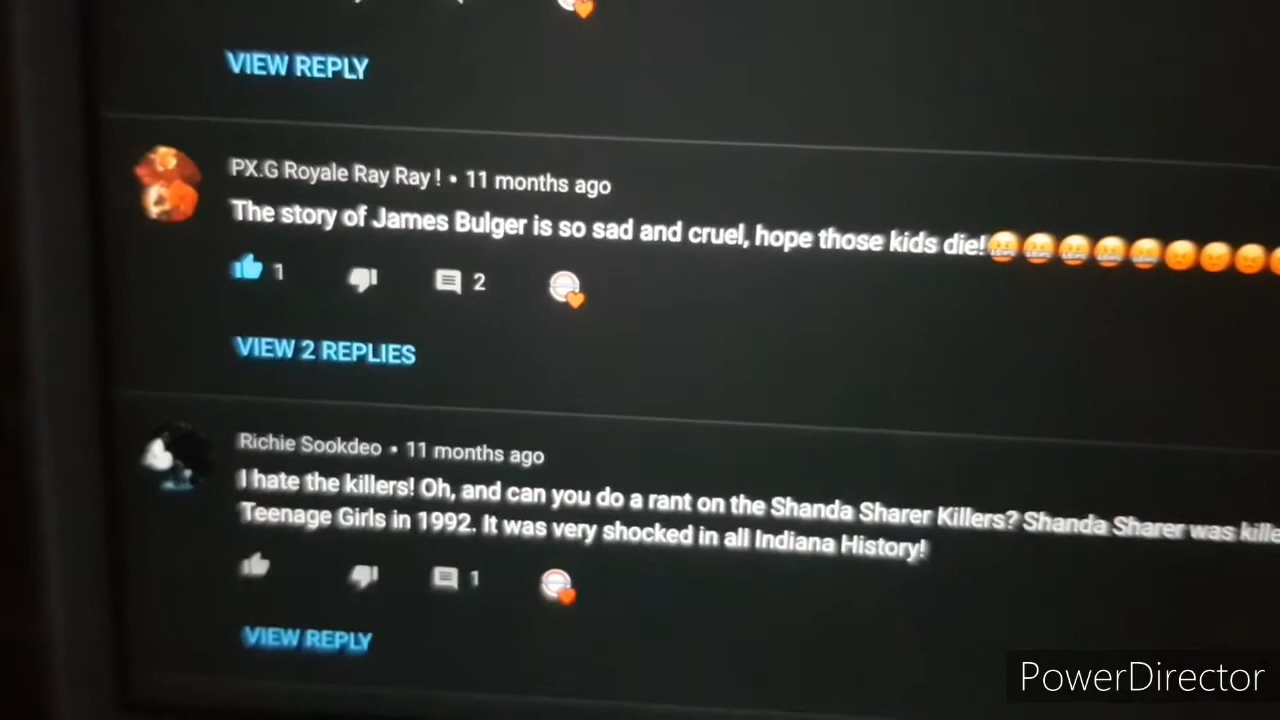 VIEW REPLY
PX.G Royale Ray Ray ! • 11 months ago
The story of James Bulger is so sad and cruel, hope those kids die!
1
2
VIEW 2 REPLIES
Richie Sookdeo • 11 months ago
I hate the killers! Oh, and can you do a rant on the Shanda Sharer Killers? Shanda Sharer was kille
Teenage Girls in 1992. It was very shocked in all Indiana History!
1
VIEW REPLY
PowerDirector